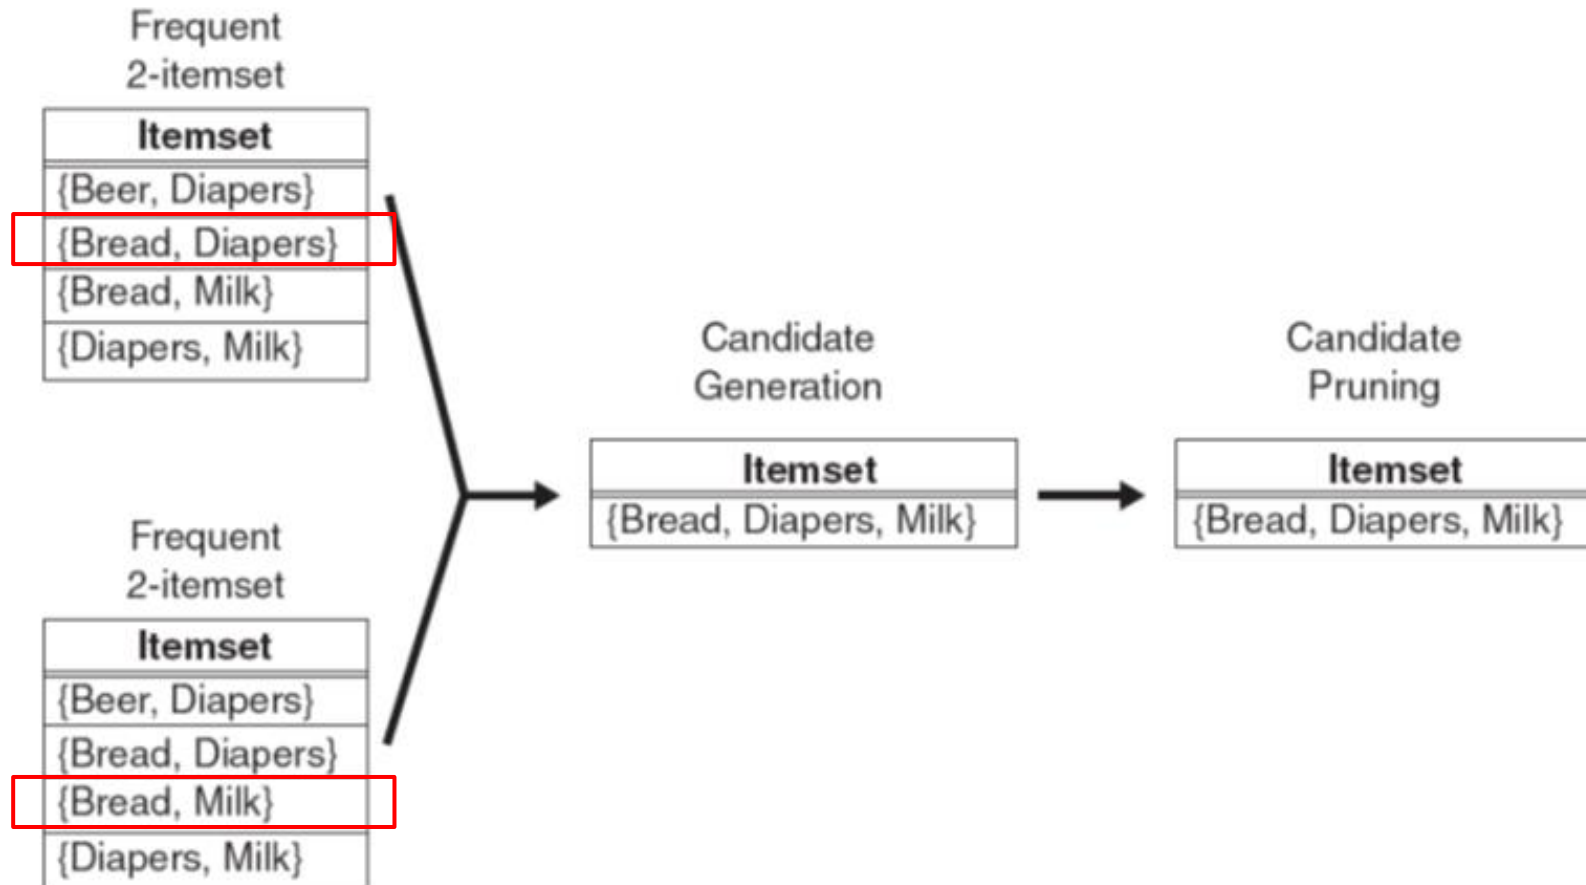 Frequent
2-itemset
Itemset
{Beer, Diapers}
{Bread, Diapers}
{Bread, Milk}
{Diapers, Milk}
Frequent
2-itemset
Itemset
{Beer, Diapers}
{Bread, Diapers}
{Bread, Milk}
{Diapers, Milk}
Candidate
Generation
Itemset
{Bread, Diapers, Milk}
Candidate
Pruning
Itemset
{Bread, Diapers, Milk}